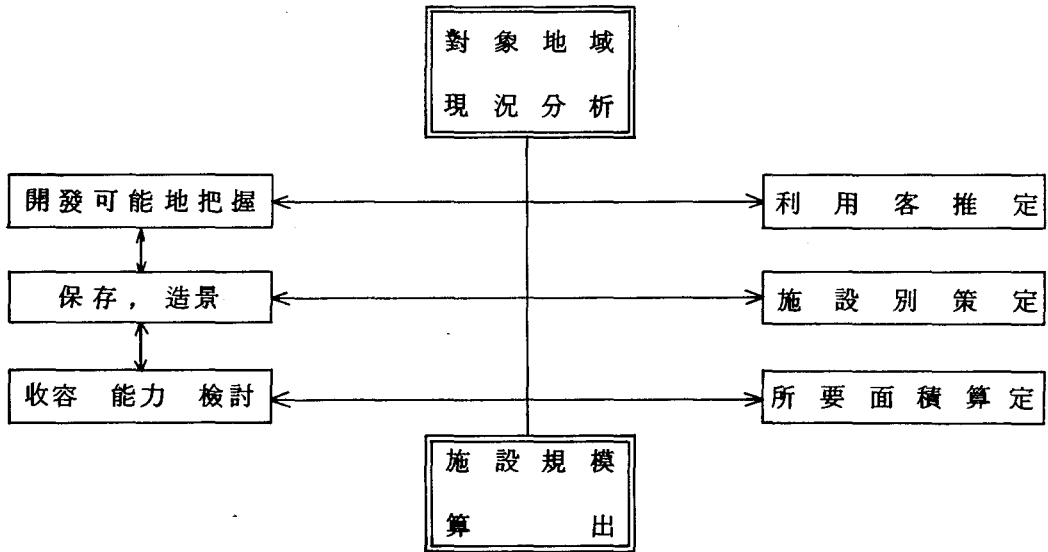 對象地域
現況分析
開發可能地把握
利用客推定
保存, 造景
施設別策定
收容 能力 檢討
所要面積算定
施設規模
算出